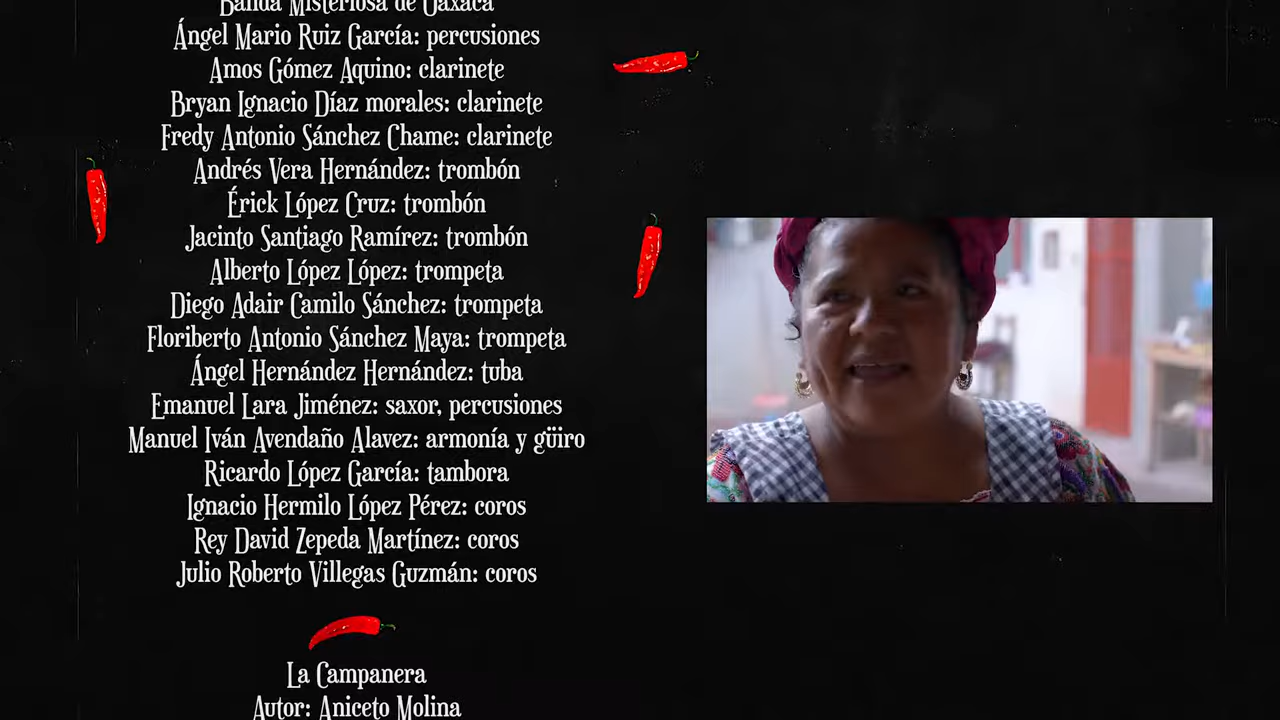 Banda Misteriosa de Oaxaca
Ángel Mario Ruiz García: percusiones
Amos Gómez Aquino: clarinete
Bryan Ignacio Díaz morales: clarinete
Fredy Antonio Sánchez Chame: clarinete
Andrés Vera Hernández: trombón
Érick López Cruz: trombón
Jacinto Santiago Ramírez: trombón
Alberto López López: trompeta
Diego Adair Camilo Sánchez: trompeta
Floriberto Antonio Sánchez Maya: trompeta
Ángel Hernández Hernández: tuba
Emanuel Lara Jiménez: saxor, percusiones
Manuel Iván Avendaño Alavez: armonía y güiro
Ricardo López García: tambora
Ignacio Hermilo López Pérez: coros
Rey David Zepeda Martínez: coros
Julio Roberto Villegas Guzmán: coros
La Campanera
Autor: Aniceto Molina